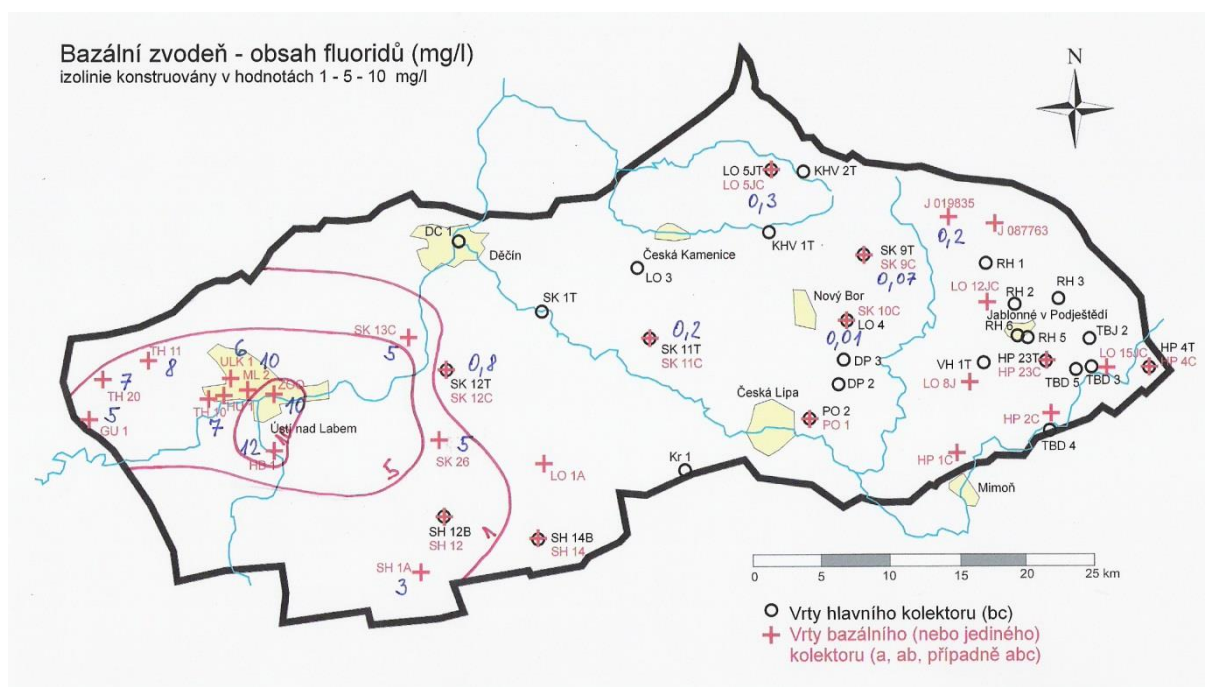 Bazální zvodeň - obsah fluoridů (mg/l)
izolinie konstruovány v hodnotách 1 - 5 - 10 mg/l
N
LO 5JT
LO 5JC
0,3
KHV 2T
J 019835
0,2
J 087763
DC 1
Děčín
Česká Kamenice
KHV 1T
LO 3
SK 9T
SK 9C
0,07
RH 1
RH 3
LO 12JC
RH 2
SK 1T
Nový Bor
SK 10C
LO 4
0,01
Jablonné v Podještědí
RH 6
RH 5
TBJ 2
SK 13C
5
0,2
SK 11T
SK 11C
DP 3
VH 1T
HP 23T
HP 23C
LO 15JC
HP 4T
HP 4C
TBD 5
TBD 3
TH 11
8
6
ULK 1
10
ML 2
ZOO
10
0,8
SK 12T
SK 12C
DP 2
LO 8J
7
TH 20
TH 10
HU 1
7
Česká Lípa
PO 2
PO 1
HP 2C
TBD 4
5
GU 1
Ústí nad Labem
10
12
5
5
SK 26
LO 1A
Kr 1
HP 1C
Mimoň
SH 12B
SH 12
1
SH 14B
SH 14
SH 1A
3
0 5 10 15 20 25 km
Vrty hlavního kolektoru (bc)
Vrty bazálního (nebo jediného)
kolektoru (a, ab, případně abc)